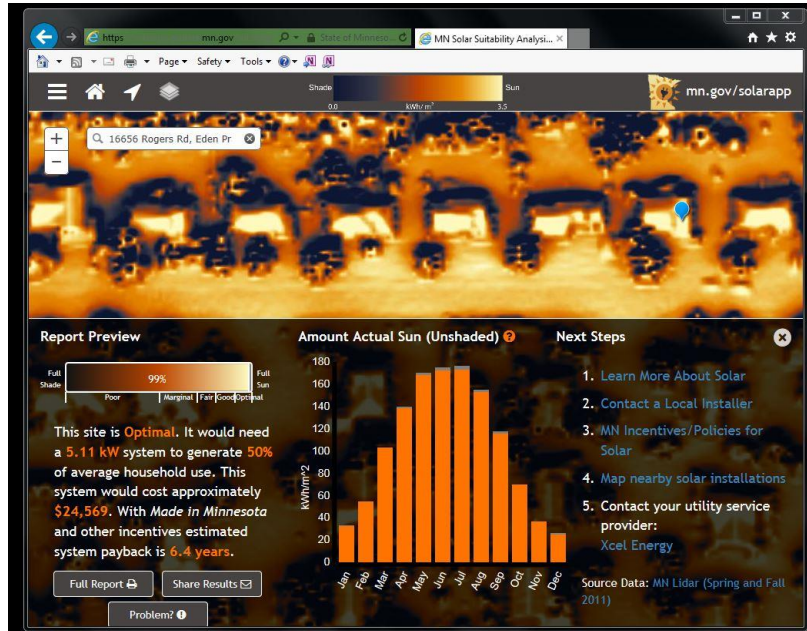 https
mn.gov
State of Minneso...
MN Solar Suitability Analysi...
Page
Safety
Tools
Shade
Sun
0.0
kWh/m²
3.5
mn.gov/solarapp
+
16656 Rogers Rd, Eden Pr
−
Report Preview
Full
Shade
99%
Full
Sun
Poor
Marginal
Fair
Good
Optimal
This site is Optimal. It would need
a 5.11 kW system to generate 50%
of average household use. This
system would cost approximately
$24,569. With Made in Minnesota
and other incentives estimated
system payback is 6.4 years.
Full Report
Share Results
Problem?
Amount Actual Sun (Unshaded)
180
160
140
120
100
80
60
40
20
0
kWh/m^2
Jan
Feb
Mar
Apr
May
Jun
Jul
Aug
Sep
Oct
Nov
Dec
Next Steps
1. Learn More About Solar
2. Contact a Local Installer
3. MN Incentives/Policies for
Solar
4. Map nearby solar installations
5. Contact your utility service
provider:
Xcel Energy
Source Data: MN Lidar (Spring and Fall
2011)